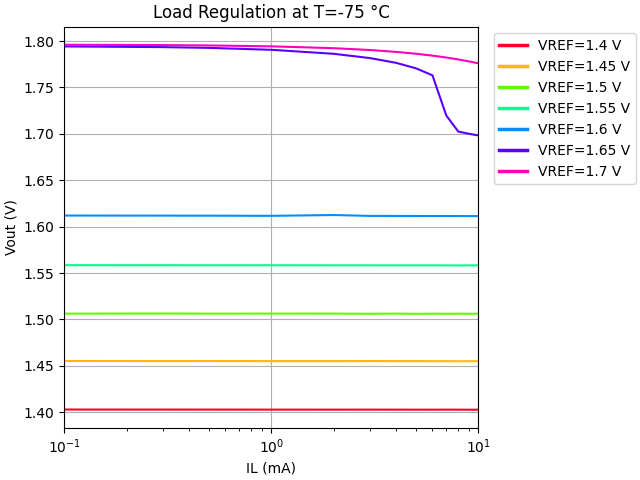 Load Regulation at T=-75 °C
Vout (V)
1.80
1.75
1.70
1.65
1.60
1.55
1.50
1.45
1.40
10⁻¹
10⁰
10¹
IL (mA)
VREF=1.4 V
VREF=1.45 V
VREF=1.5 V
VREF=1.55 V
VREF=1.6 V
VREF=1.65 V
VREF=1.7 V